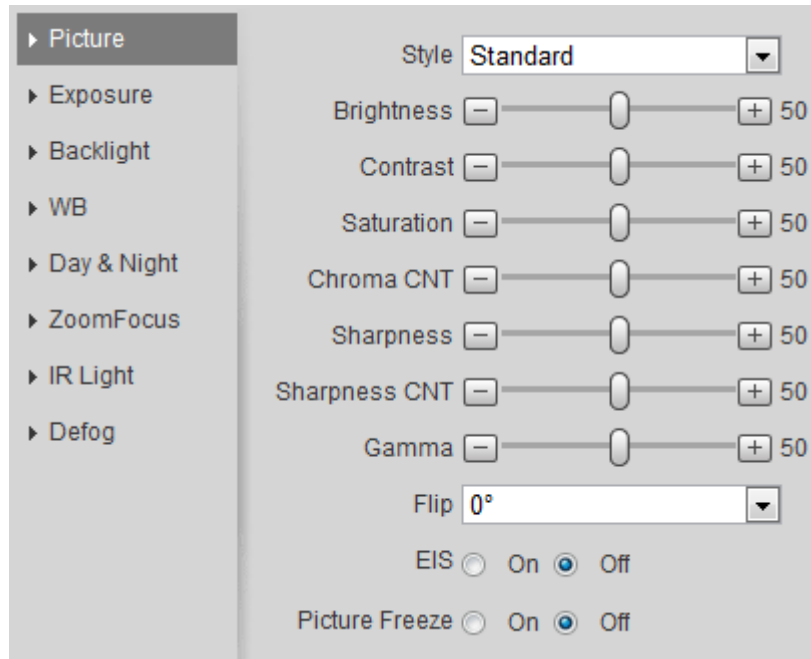 Picture
Exposure
Backlight
WB
Day & Night
ZoomFocus
IR Light
Defog
Style Standard
Brightness 50
Contrast 50
Saturation 50
Chroma CNT 50
Sharpness 50
Sharpness CNT 50
Gamma 50
Flip 0°
EIS On Off
Picture Freeze On Off